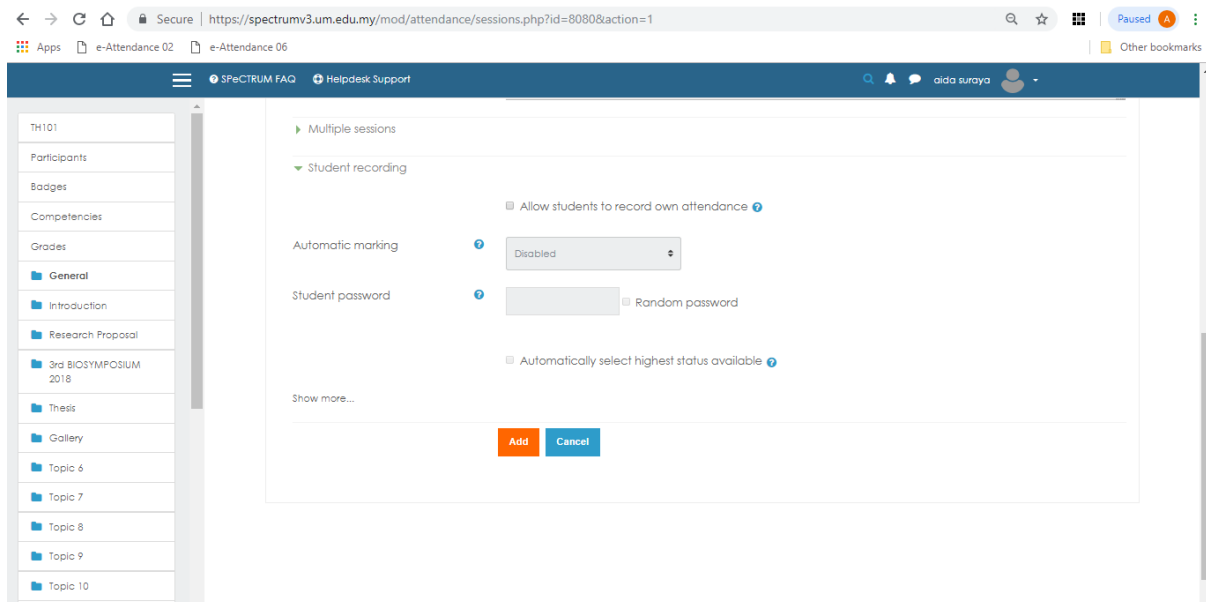 Secure | https://spectrumv3.um.edu.my/mod/attendance/sessions.php?id=8080&action=1
Paused A
Apps e-Attendance 02 e-Attendance 06 Other bookmarks
SPeCTRUM FAQ Helpdesk Support aida suraya
TH101
Participants
Badges
Competencies
Grades
General
Introduction
Research Proposal
3rd BIOSYMPOSIUM
2018
Thesis
Gallery
Topic 6
Topic 7
Topic 8
Topic 9
Topic 10
Multiple sessions
Student recording
Allow students to record own attendance
Automatic marking Disabled
Student password Random password
Automatically select highest status available
Show more...
Add Cancel